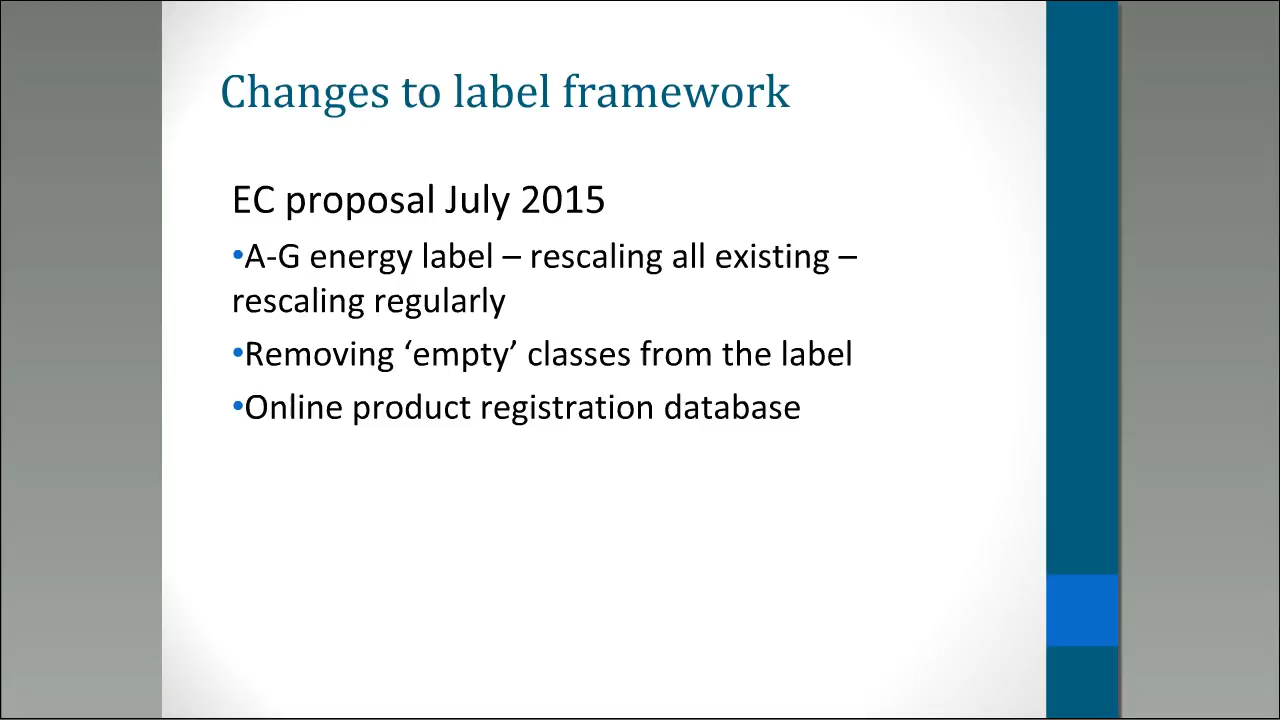 Changes to label framework
EC proposal July 2015
•A-G energy label – rescaling all existing –
rescaling regularly
•Removing ‘empty’ classes from the label
•Online product registration database